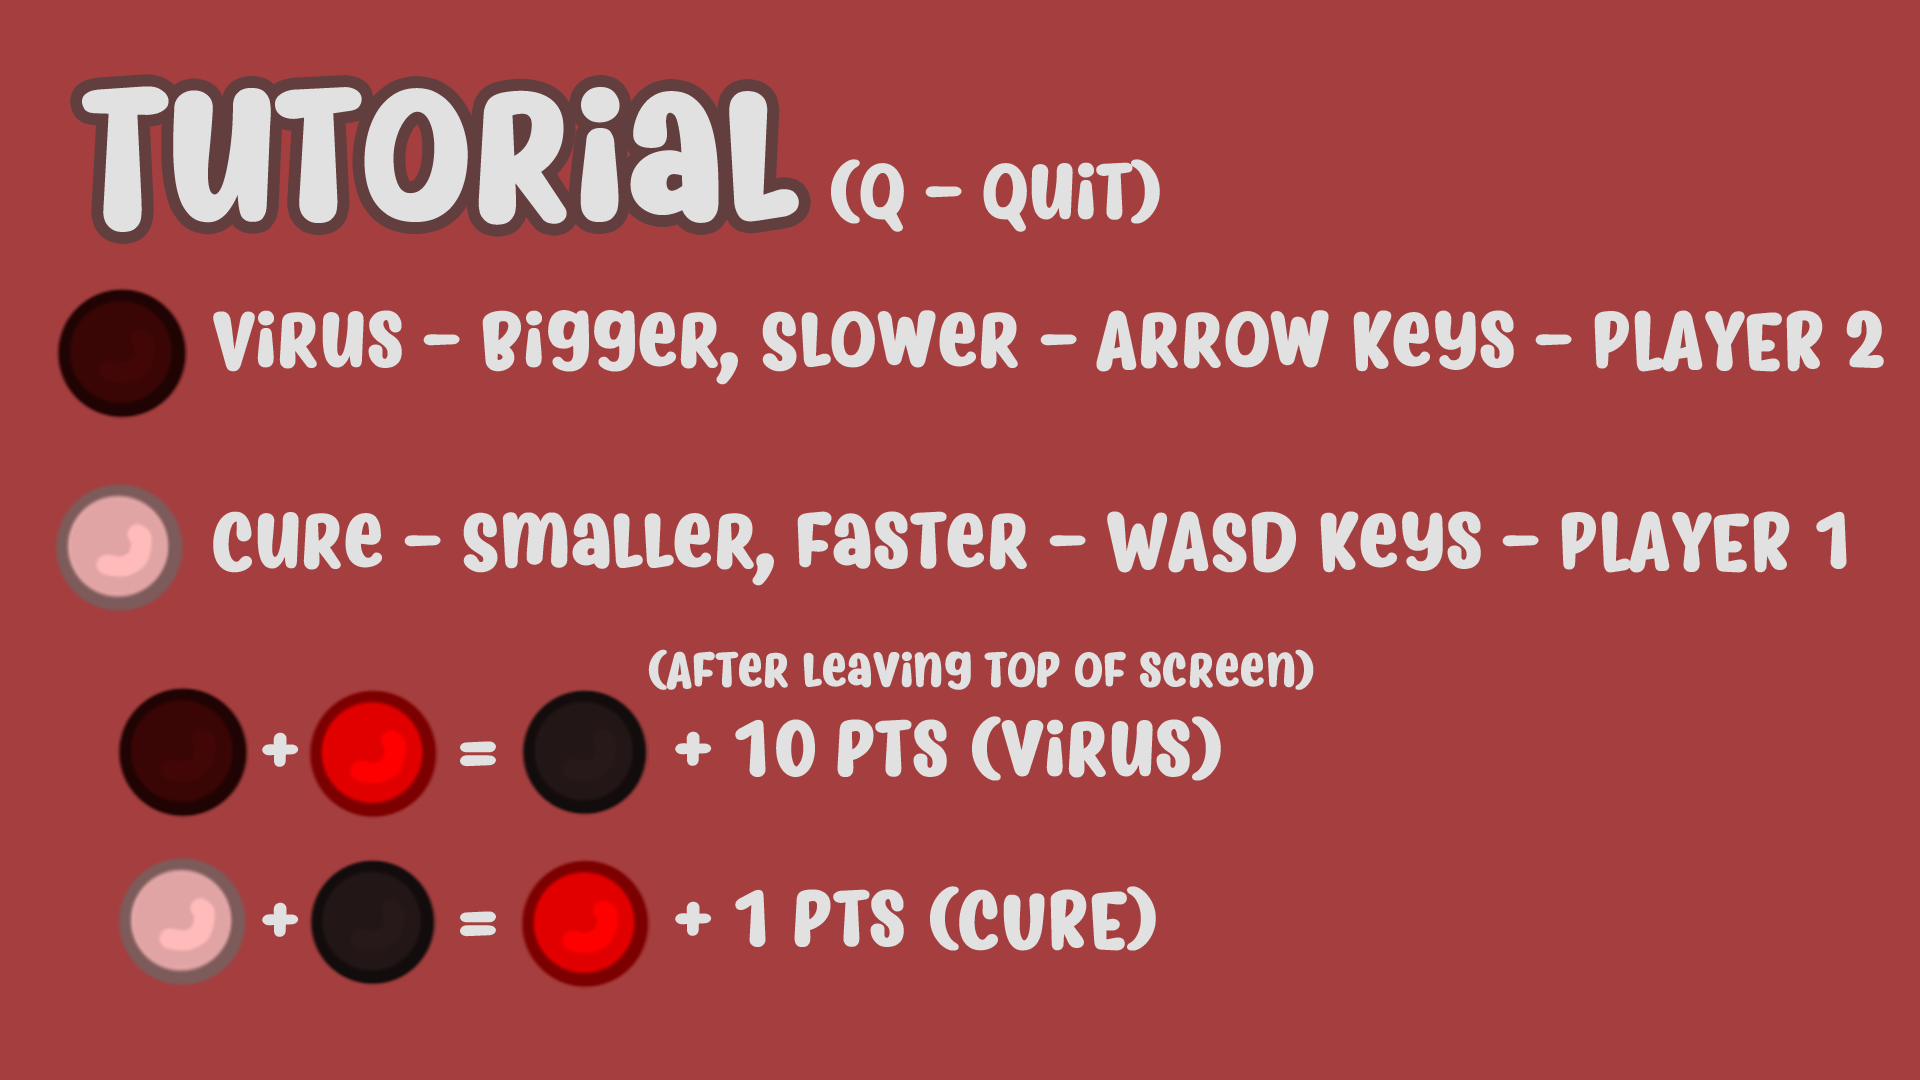 TUTORiaL (Q - QUiT)
ViRUS - BiggeR, SLOWeR - ARROW KeyS - PLAYER 2
CURe - SmaLLeR, FaSTeR - WASD KeyS - PLAYER 1
(AFTeR LeaVing TOP OF SCReen)
+ = + 10 PTS (ViRUS)
+ = + 1 PTS (CURE)